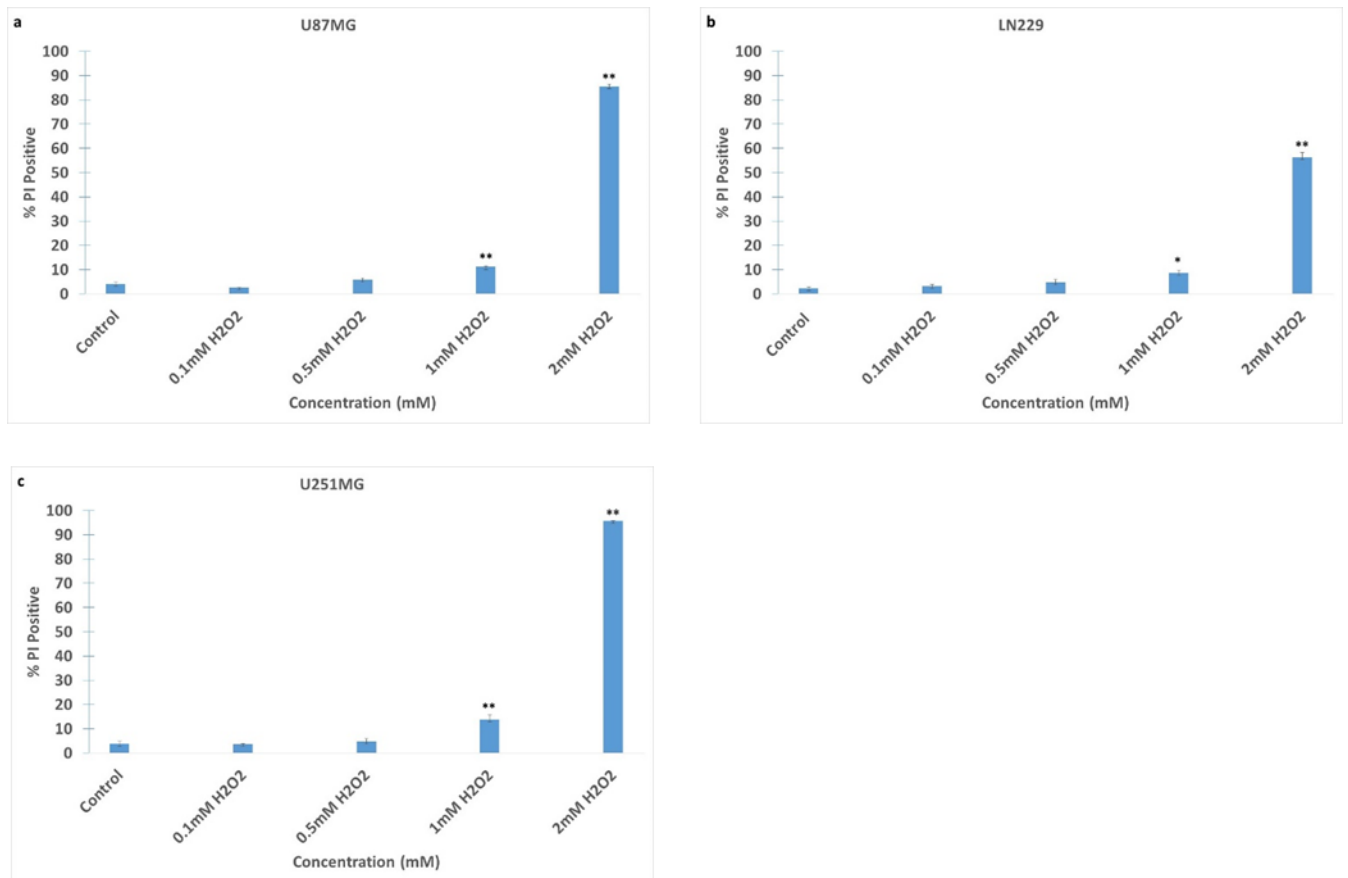 a
U87MG
100
90
80
70
60
50
40
30
20
10
0
% PI Positive
**
**
Control
0.1mM H2O2
0.5mM H2O2
1mM H2O2
2mM H2O2
Concentration (mM)
b
LN229
100
90
80
70
60
50
40
30
20
10
0
% PI Positive
*
**
Control
0.1mM H2O2
0.5mM H2O2
1mM H2O2
2mM H2O2
Concentration (mM)
c
U251MG
100
90
80
70
60
50
40
30
20
10
0
% PI Positive
**
**
Control
0.1mM H2O2
0.5mM H2O2
1mM H2O2
2mM H2O2
Concentration (mM)